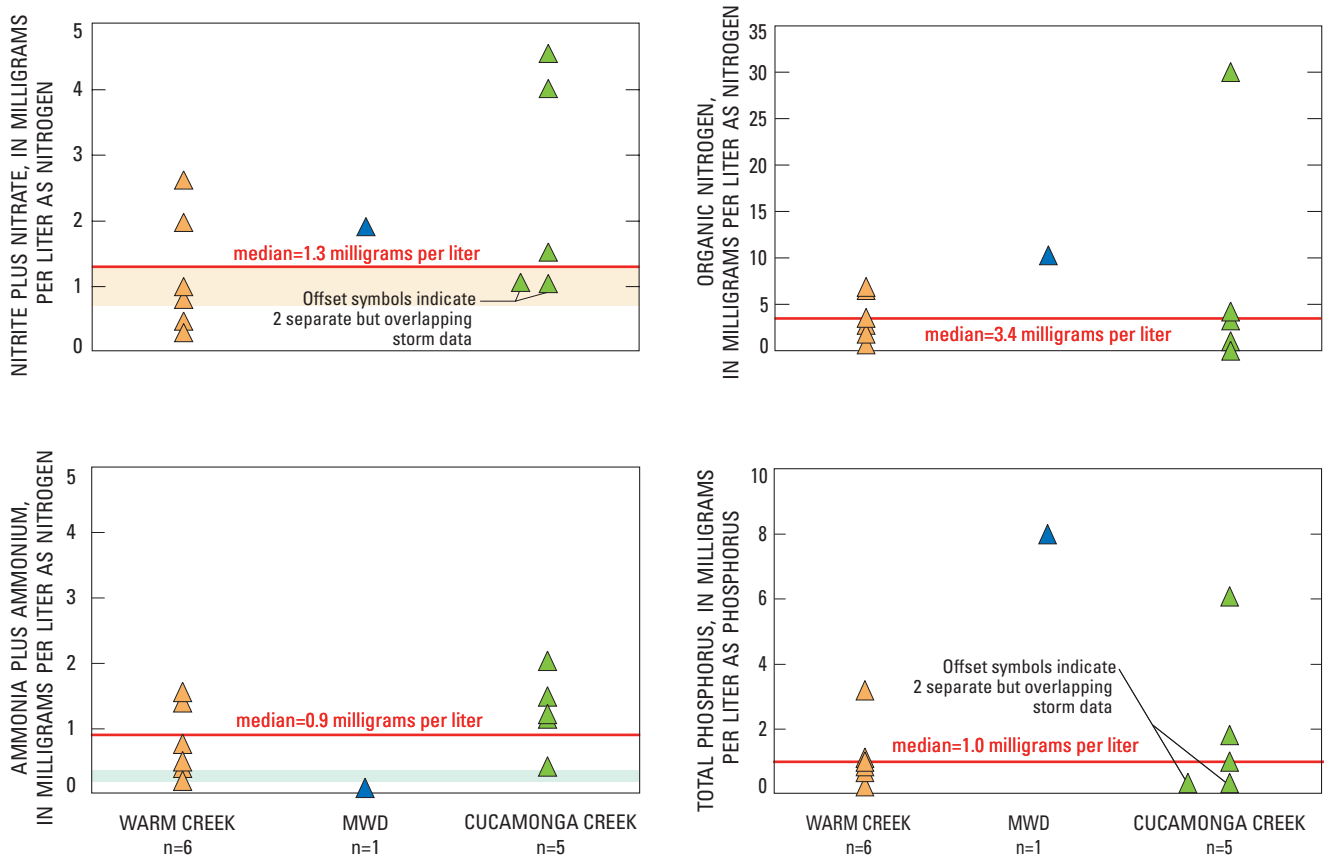 NITRITE PLUS NITRATE, IN MILLIGRAMS
PER LITER AS NITROGEN
5
4
3
2
1
0
median=1.3 milligrams per liter
Offset symbols indicate
2 separate but overlapping
storm data
ORGANIC NITROGEN,
IN MILLIGRAMS PER LITER AS NITROGEN
35
30
25
20
15
10
5
0
median=3.4 milligrams per liter
AMMONIA PLUS AMMONIUM,
IN MILLIGRAMS PER LITER AS NITROGEN
5
4
3
2
1
0
median=0.9 milligrams per liter
WARM CREEK
n=6
MWD
n=1
CUCAMONGA CREEK
n=5
TOTAL PHOSPHORUS, IN MILLIGRAMS
PER LITER AS PHOSPHORUS
10
8
6
4
2
0
Offset symbols indicate
2 separate but overlapping
storm data
median=1.0 milligrams per liter
WARM CREEK
n=6
MWD
n=1
CUCAMONGA CREEK
n=5